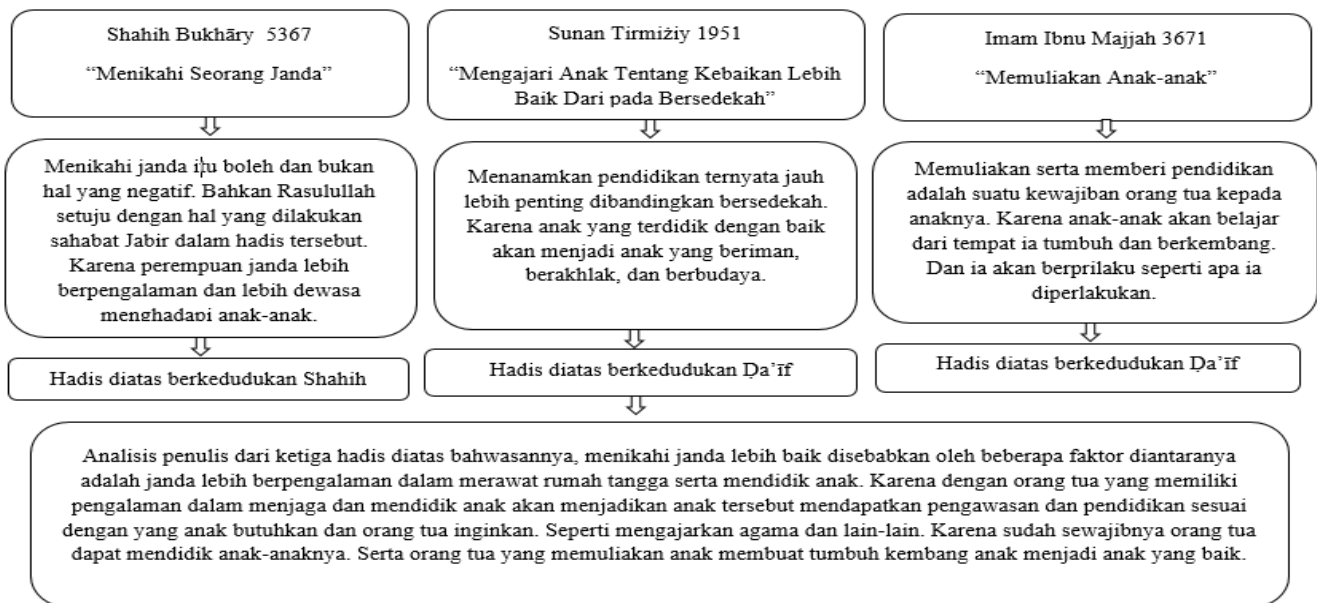 Shahih Bukhāry 5367
“Menikahi Seorang Janda”
Menikahi janda itu boleh dan bukan
hal yang negatif. Bahkan Rasulullah
setuju dengan hal yang dilakukan
sahabat Jabir dalam hadis tersebut.
Karena perempuan janda lebih
berpengalaman dan lebih dewasa
menghadapi anak-anak.
Hadis diatas berkedudukan Shahih
Sunan Tirmiżiy 1951
“Mengajari Anak Tentang Kebaikan Lebih
Baik Dari pada Bersedekah”
Menanamkan pendidikan ternyata jauh
lebih penting dibandingkan bersedekah.
Karena anak yang terdidik dengan baik
akan menjadi anak yang beriman,
berakhlak, dan berbudaya.
Hadis diatas berkedudukan Ḍa’īf
Imam Ibnu Majjah 3671
“Memuliakan Anak-anak”
Memuliakan serta memberi pendidikan
adalah suatu kewajiban orang tua kepada
anaknya. Karena anak-anak akan belajar
dari tempat ia tumbuh dan berkembang.
Dan ia akan berprilaku seperti apa ia
diperlakukan.
Hadis diatas berkedudukan Ḍa’īf
Analisis penulis dari ketiga hadis diatas bahwasannya, menikahi janda lebih baik disebabkan oleh beberapa faktor diantaranya
adalah janda lebih berpengalaman dalam merawat rumah tangga serta mendidik anak. Karena dengan orang tua yang memiliki
pengalaman dalam menjaga dan mendidik anak akan menjadikan anak tersebut mendapatkan pengawasan dan pendidikan sesuai
dengan yang anak butuhkan dan orang tua inginkan. Seperti mengajarkan agama dan lain-lain. Karena sudah sewajibnya orang tua
dapat mendidik anak-anaknya. Serta orang tua yang memuliakan anak membuat tumbuh kembang anak menjadi anak yang baik.